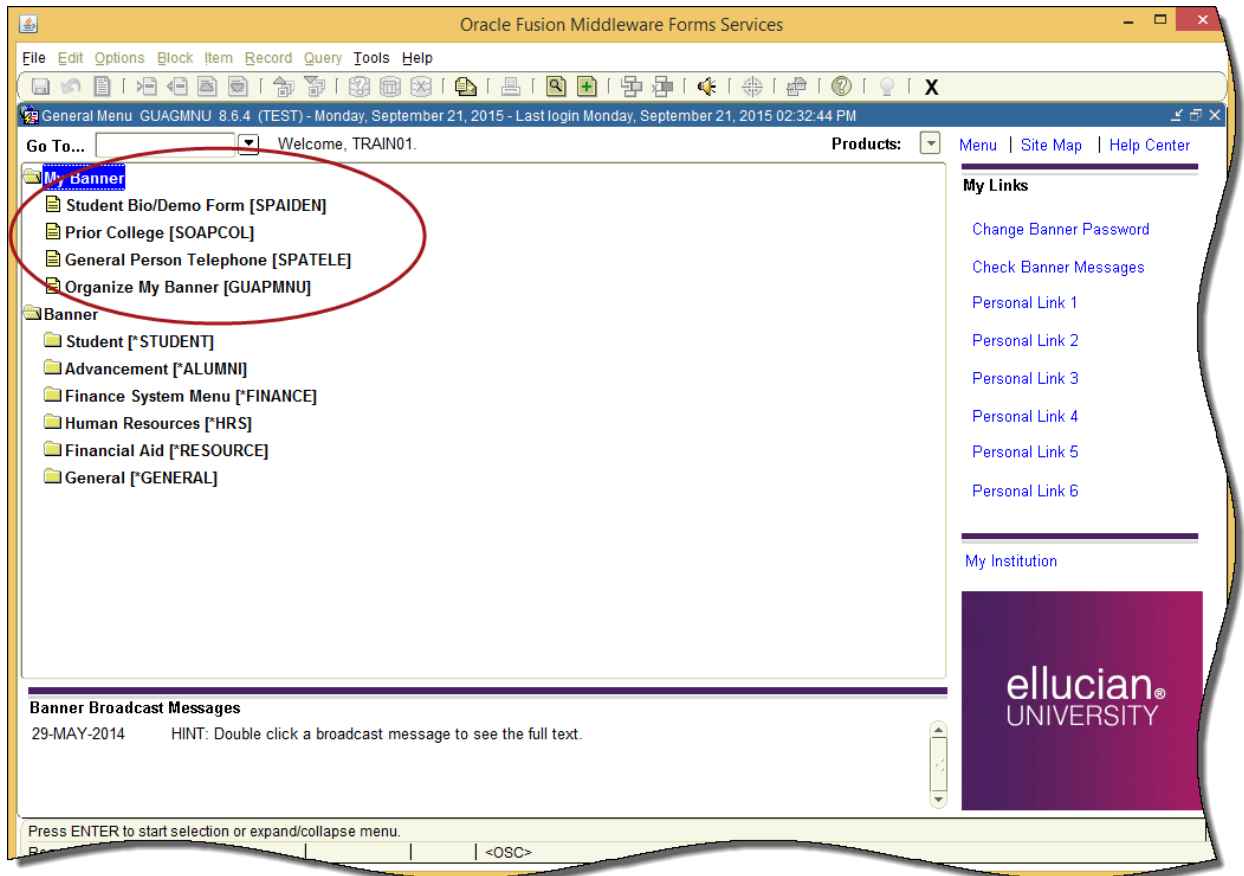 Oracle Fusion Middleware Forms Services
File Edit Options Block Item Record Query Tools Help
X
General Menu GUAGMNU 8.6.4 (TEST) - Monday, September 21, 2015 - Last login Monday, September 21, 2015 02:32:44 PM
Go To... Welcome, TRAIN01. Products: Menu | Site Map | Help Center
My Banner
Student Bio/Demo Form [SPAIDEN]
Prior College [SOAPCOL]
General Person Telephone [SPATELE]
Organize My Banner [GUAPMNU]
Banner
Student [*STUDENT]
Advancement [*ALUMNI]
Finance System Menu [*FINANCE]
Human Resources [*HRS]
Financial Aid [*RESOURCE]
General [*GENERAL]
My Links
Change Banner Password
Check Banner Messages
Personal Link 1
Personal Link 2
Personal Link 3
Personal Link 4
Personal Link 5
Personal Link 6
My Institution
ellucian®
UNIVERSITY
Banner Broadcast Messages
29-MAY-2014 HINT: Double click a broadcast message to see the full text.
Press ENTER to start selection or expand/collapse menu.
<OSC>